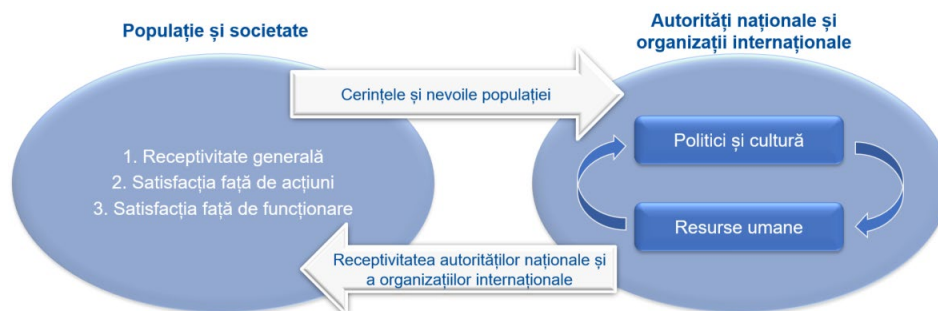 Populație și societate
Autorități naționale și
organizații internaționale
Cerințele și nevoile populației
1. Receptivitate generală
2. Satisfacția față de acțiuni
3. Satisfacția față de funcționare
Politici și cultură
Resurse umane
Receptivitatea autorităților naționale și
a organizațiilor internaționale